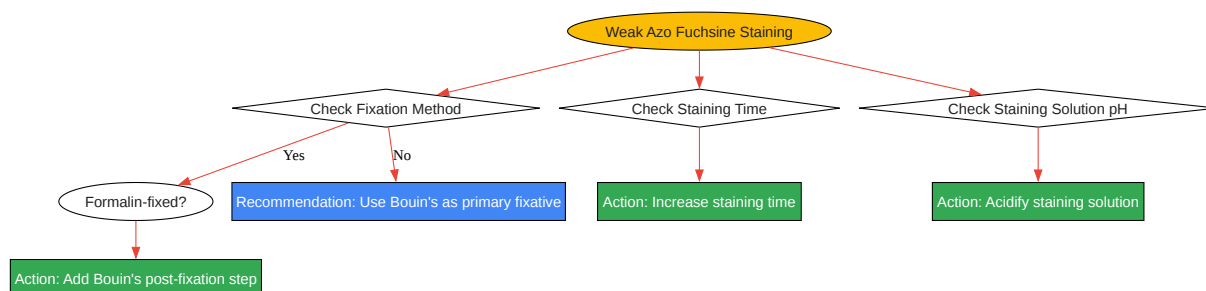 Weak Azo Fuchsine Staining
Check Fixation Method
Check Staining Time
Check Staining Solution pH
Yes
No
Formalin-fixed?
Recommendation: Use Bouin's as primary fixative
Action: Increase staining time
Action: Acidify staining solution
Action: Add Bouin's post-fixation step